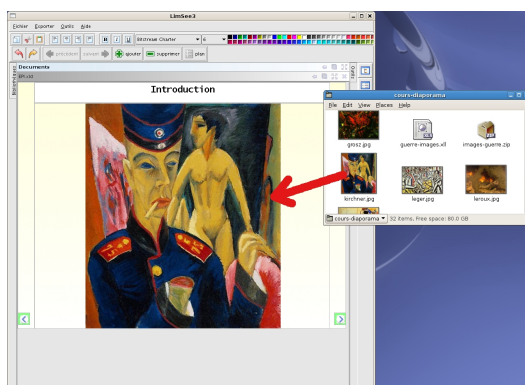 LimSee3
Fichier Exporter Outils Aide
B I U Bitstream Charter 6
précédent suivant ajouter supprimer plan
Documents
Introduction
cours-diaporama
File Edit View Places Help
grosz.jpg guerre-images.xll images-guerre.zip
kirchner.jpg leger.jpg leroux.jpg
cours-diaporama 32 items, Free space: 80.0 GB